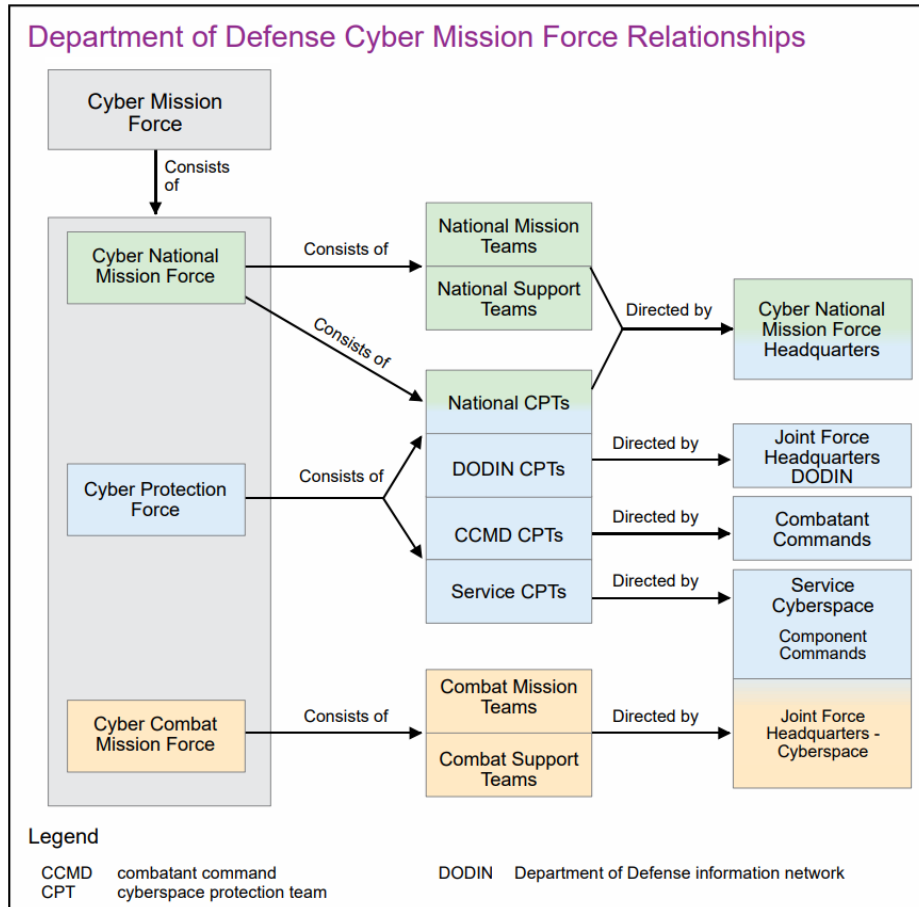 Department of Defense Cyber Mission Force Relationships
Cyber Mission
Force
Consists
of
Cyber National
Mission Force
Consists of
National Mission
Teams
National Support
Teams
Directed by
Cyber National
Mission Force
Headquarters
Consists of
National CPTs
Cyber Protection
Force
Consists of
DODIN CPTs
Directed by
Joint Force
Headquarters
DODIN
CCMD CPTs
Directed by
Combatant
Commands
Service CPTs
Directed by
Service
Cyberspace
Component
Commands
Cyber Combat
Mission Force
Consists of
Combat Mission
Teams
Combat Support
Teams
Directed by
Joint Force
Headquarters -
Cyberspace
Legend
CCMD combatant command
CPT cyberspace protection team
DODIN Department of Defense information network